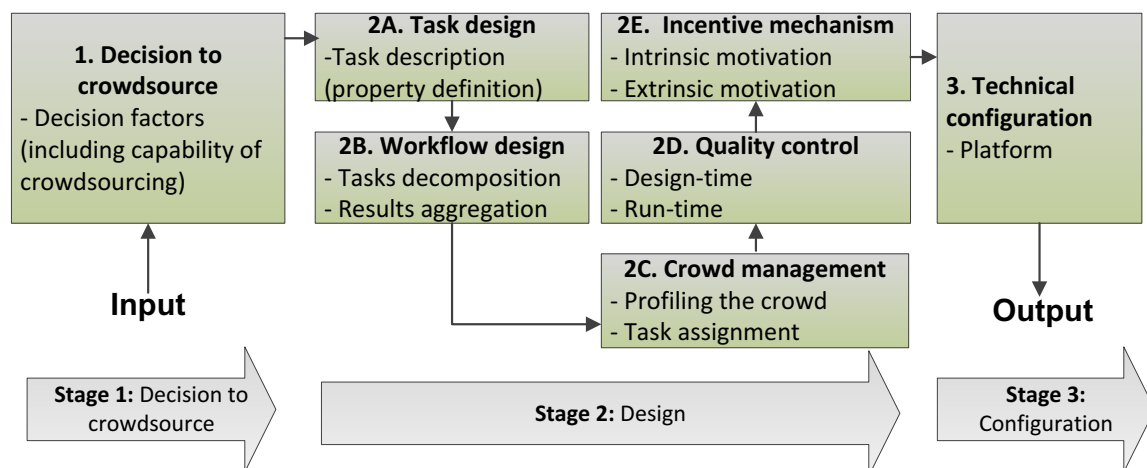 1. Decision to
crowdsource
- Decision factors
(including capability of
crowdsourcing)
Input
2A. Task design
-Task description
(property definition)
2B. Workflow design
- Tasks decomposition
- Results aggregation
2C. Crowd management
- Profiling the crowd
- Task assignment
2D. Quality control
- Design-time
- Run-time
2E.  Incentive mechanism
- Intrinsic motivation
- Extrinsic motivation
3. Technical
configuration
- Platform
Output
Stage 1: Decision to
crowdsource
Stage 2: Design
Stage 3:
Configuration